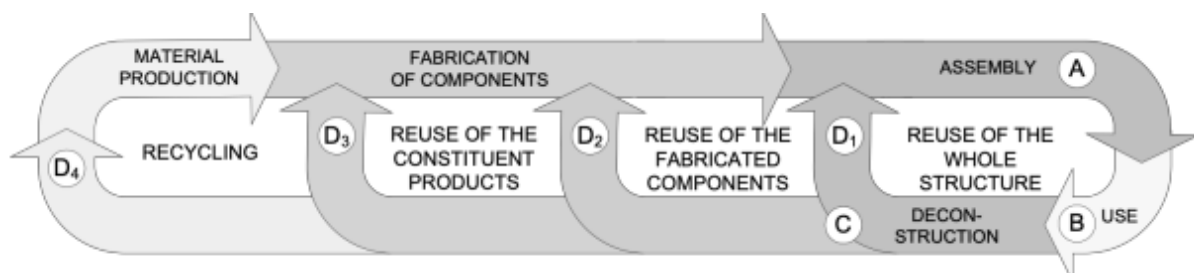 MATERIAL
PRODUCTION
FABRICATION
OF COMPONENTS
ASSEMBLY
A
D4
RECYCLING
D3
REUSE OF THE
CONSTITUENT
PRODUCTS
D2
REUSE OF THE
FABRICATED
COMPONENTS
D1
REUSE OF THE
WHOLE
STRUCTURE
C
DECON-
STRUCTION
B
USE